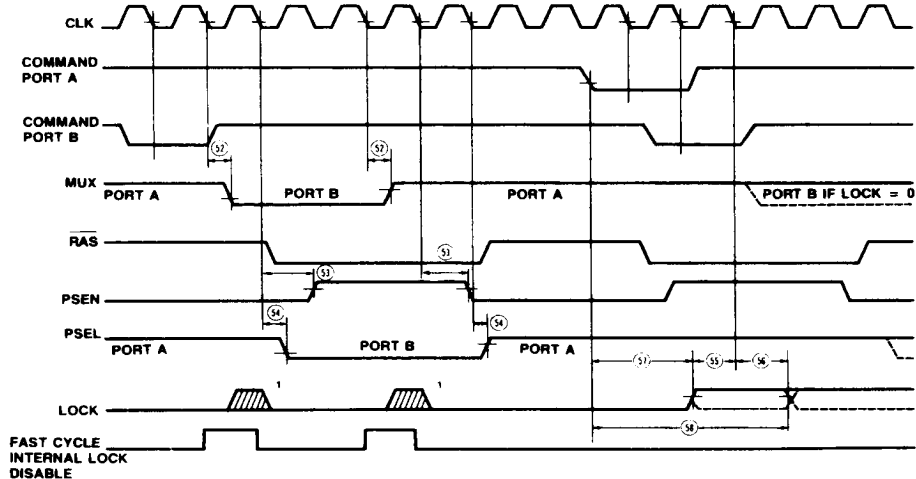 CLK
COMMAND
PORT A
COMMAND
PORT B
52 52
MUX
PORT A PORT B PORT A PORT B IF LOCK = 0
RAS
53 53
PSEN
54 54
PSEL
PORT A PORT B PORT A
57 55 56
1 1
LOCK
58
FAST CYCLE
INTERNAL LOCK
DISABLE